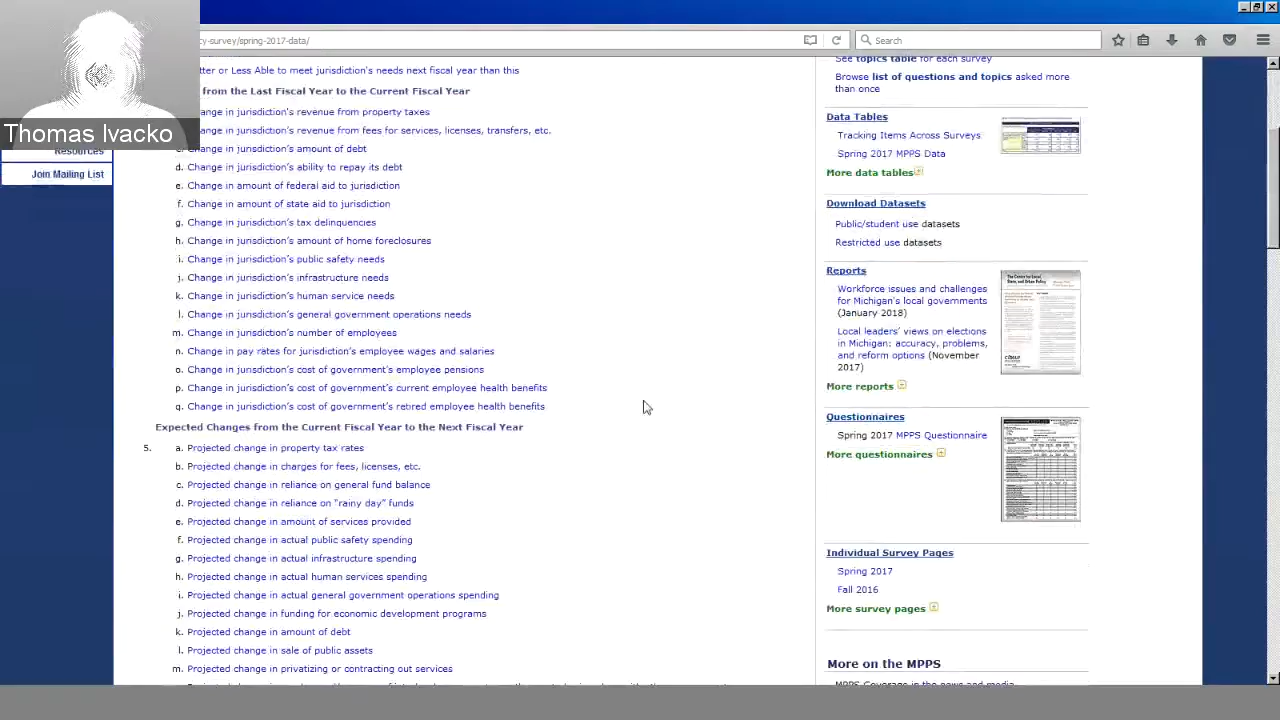 cy-survey/spring-2017-data/
Search
Thomas Ivacko
Resources
Join Mailing List
tter or Less Able to meet jurisdiction's needs next fiscal year than this
from the Last Fiscal Year to the Current Fiscal Year
ange in jurisdiction's revenue from property taxes
ange in jurisdiction's revenue from fees for services, licenses, transfers, etc.
ange in jurisdiction's amount of debt
d. Change in jurisdiction's ability to repay its debt
e. Change in amount of federal aid to jurisdiction
f. Change in amount of state aid to jurisdiction
g. Change in jurisdiction's tax delinquencies
h. Change in jurisdiction's amount of home foreclosures
i. Change in jurisdiction's public safety needs
j. Change in jurisdiction's infrastructure needs
k. Change in jurisdiction's human service needs
l. Change in jurisdiction's general government operations needs
m. Change in jurisdiction's number of employees
n. Change in pay rates for jurisdiction's employee wages and salaries
o. Change in jurisdiction's cost of government's employee pensions
p. Change in jurisdiction's cost of government's current employee health benefits
q. Change in jurisdiction's cost of government's retired employee health benefits
Expected Changes from the Current Fiscal Year to the Next Fiscal Year
5. a. Projected change in property tax
b. Projected change in charges for fees, licenses, etc.
c. Projected change in reliance on general fund balance
d. Projected change in reliance on "rainy day" funds
e. Projected change in amount of services provided
f. Projected change in actual public safety spending
g. Projected change in actual infrastructure spending
h. Projected change in actual human services spending
i. Projected change in actual general government operations spending
j. Projected change in funding for economic development programs
k. Projected change in amount of debt
l. Projected change in sale of public assets
m. Projected change in privatizing or contracting out services
See topics table for each survey
Browse list of questions and topics asked more
than once
Data Tables
Tracking Items Across Surveys
Spring 2017 MPPS Data
More data tables
Download Datasets
Public/student use datasets
Restricted use datasets
Reports
Workforce issues and challenges
for Michigan's local governments
(January 2018)
Local leaders' views on elections
in Michigan: accuracy, problems,
and reform options (November
2017)
More reports
Questionnaires
Spring 2017 MPPS Questionnaire
More questionnaires
Individual Survey Pages
Spring 2017
Fall 2016
More survey pages
More on the MPPS
MPPS Coverage in the news and media